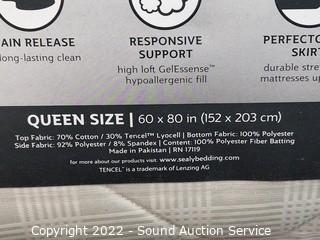 AIN RELEASE
long-lasting clean
RESPONSIVE
SUPPORT
high loft GelEssense™
hypoallergenic fill
PERFECTO
SKIRT
durable stre
mattresses up
QUEEN SIZE | 60 x 80 in (152 x 203 cm)
Top Fabric: 70% Cotton / 30% Tencel™ Lyocell | Bottom Fabric: 100% Polyester
Side Fabric: 92% Polyester / 8% Spandex | Content: 100% Polyester Fiber Batting
Made in Pakistan | RN 17119
for more about our products visit: www.sealybedding.com
TENCEL™ is a trademark of Lenzing AG
Copyright 2022 - Sound Auction Service